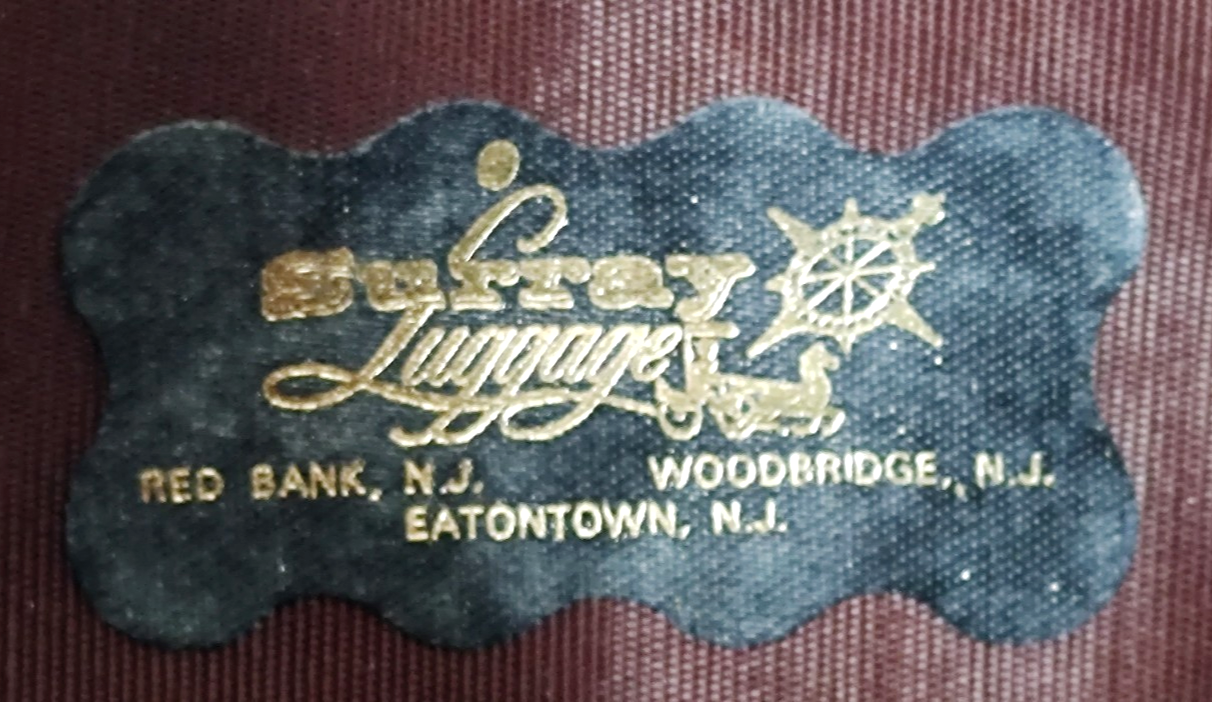 Surray
Luggage
RED BANK, N.J. WOODBRIDGE, N.J.
EATONTOWN, N.J.